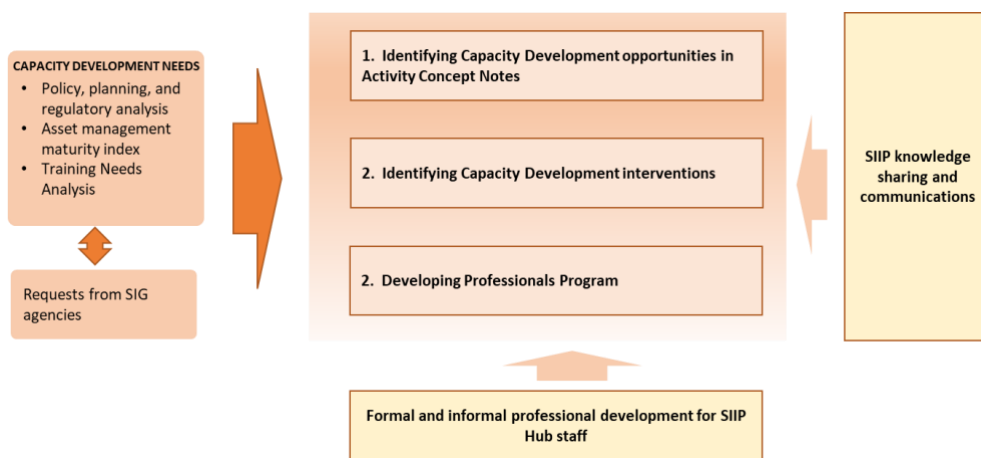 CAPACITY DEVELOPMENT NEEDS
• Policy, planning, and
regulatory analysis
• Asset management
maturity index
• Training Needs
Analysis
Requests from SIG
agencies
1. Identifying Capacity Development opportunities in
Activity Concept Notes
2. Identifying Capacity Development interventions
2. Developing Professionals Program
Formal and informal professional development for SIIP
Hub staff
SIIP knowledge
sharing and
communications